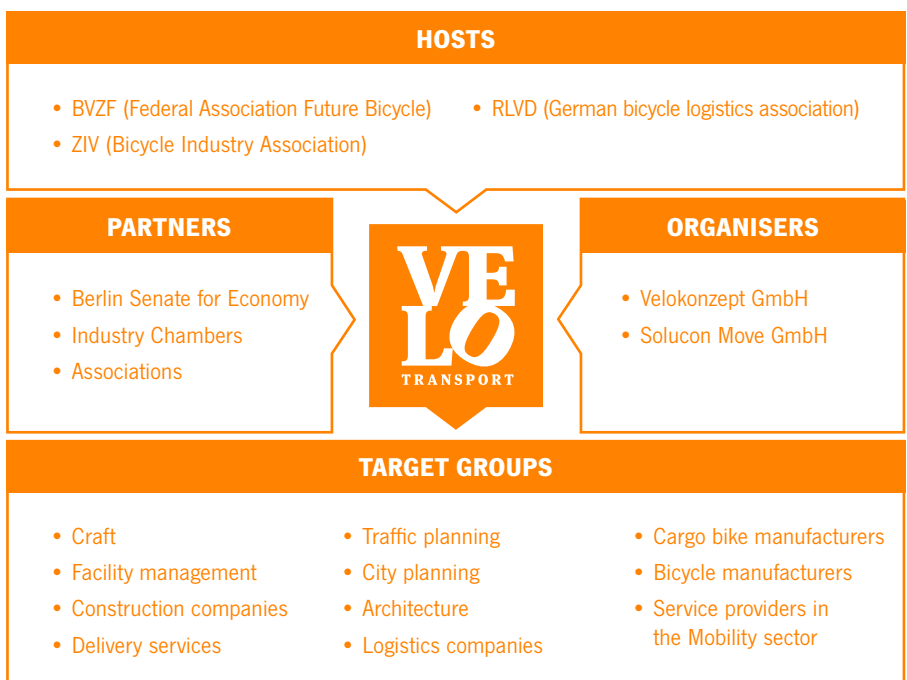 HOSTS
• BVZF (Federal Association Future Bicycle)
• ZIV (Bicycle Industry Association)
• RLVD (German bicycle logistics association)
PARTNERS
• Berlin Senate for Economy
• Industry Chambers
• Associations
VE
LO
TRANSPORT
ORGANISERS
• Velokonzept GmbH
• Solucon Move GmbH
TARGET GROUPS
• Craft
• Facility management
• Construction companies
• Delivery services
• Traffic planning
• City planning
• Architecture
• Logistics companies
• Cargo bike manufacturers
• Bicycle manufacturers
• Service providers in
the Mobility sector